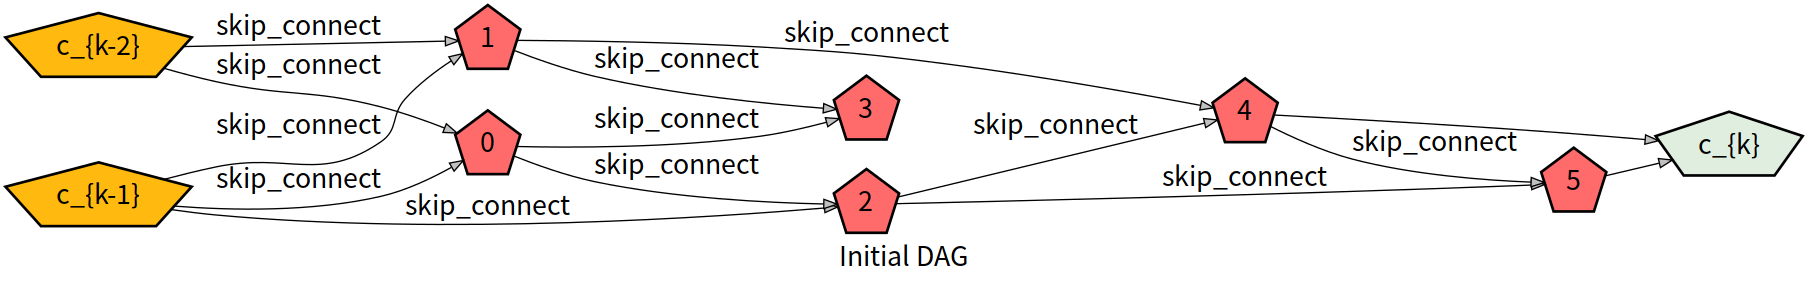 c_{k-2}
skip_connect
skip_connect
skip_connect
c_{k-1}
skip_connect
skip_connect
1
0
skip_connect
skip_connect
skip_connect
skip_connect
3
2
skip_connect
skip_connect
4
skip_connect
5
c_{k}
Initial DAG